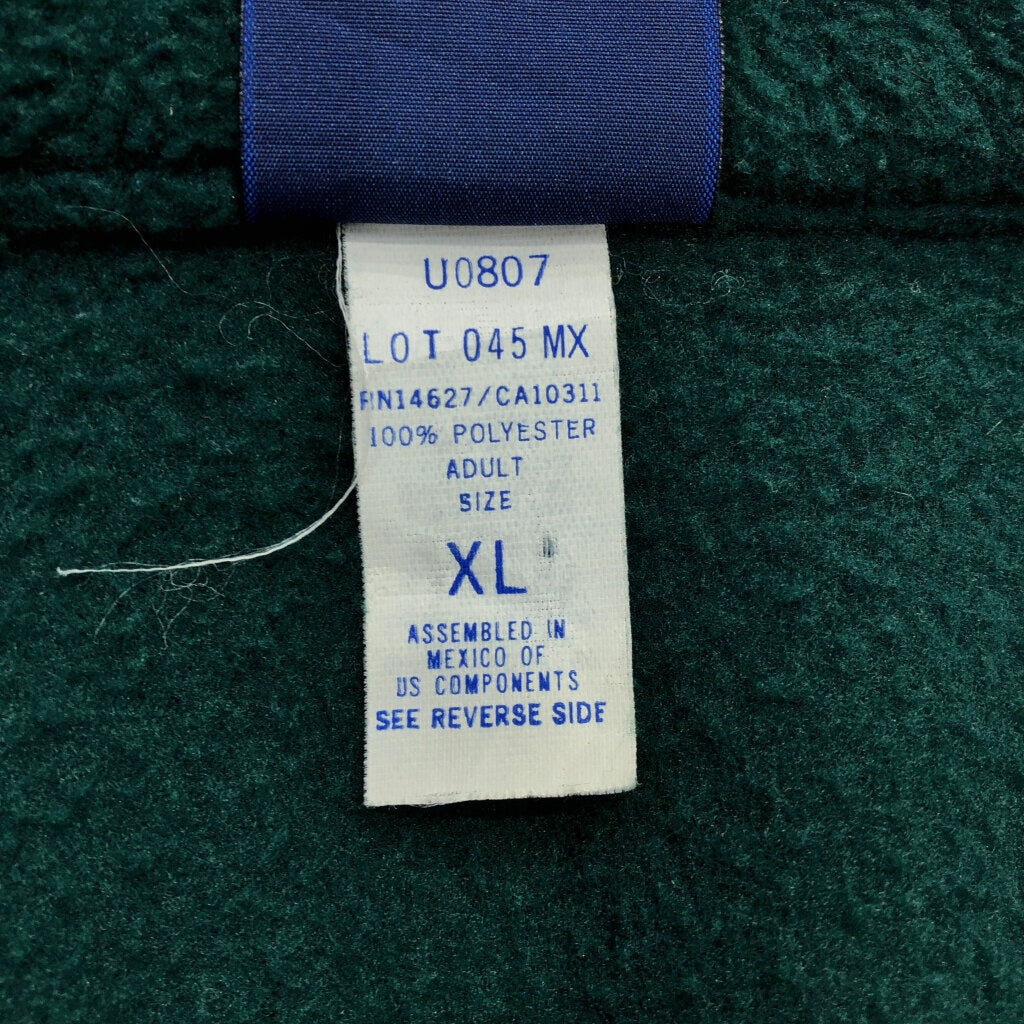 U0807
LOT 045 MX
RN14627/CA10311
100% POLYESTER
ADULT
SIZE
XL
ASSEMBLED IN
MEXICO OF
US COMPONENTS
SEE REVERSE SIDE